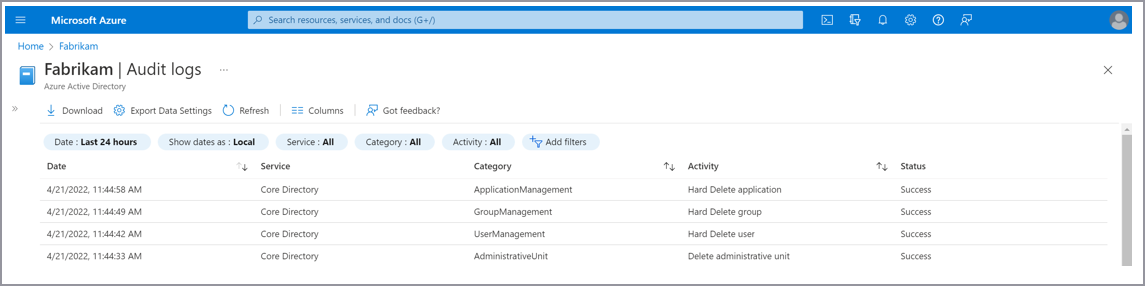 Microsoft Azure
Search resources, services, and docs (G+/)
Home > Fabrikam
Fabrikam | Audit logs ...
Azure Active Directory
» Download Export Data Settings Refresh Columns Got feedback?
Date : Last 24 hours Show dates as : Local Service : All Category : All Activity : All Add filters
Date Service Category Activity Status
4/21/2022, 11:44:58 AM Core Directory ApplicationManagement Hard Delete application Success
4/21/2022, 11:44:49 AM Core Directory GroupManagement Hard Delete group Success
4/21/2022, 11:44:42 AM Core Directory UserManagement Hard Delete user Success
4/21/2022, 11:44:33 AM Core Directory AdministrativeUnit Delete administrative unit Success